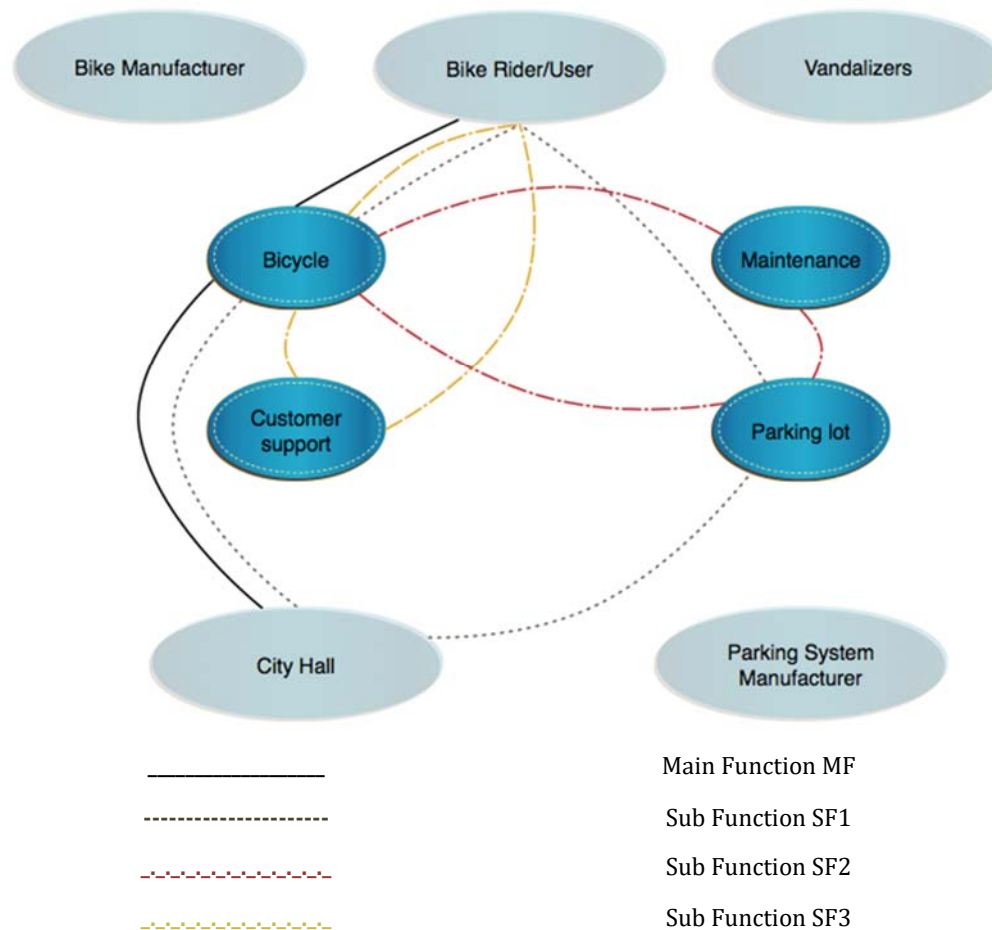 Bike Manufacturer
Bike Rider/User
Vandalizers
Bicycle
Maintenance
Customer
support
Parking lot
City Hall
Parking System
Manufacturer
Main Function MF
Sub Function SF1
Sub Function SF2
Sub Function SF3